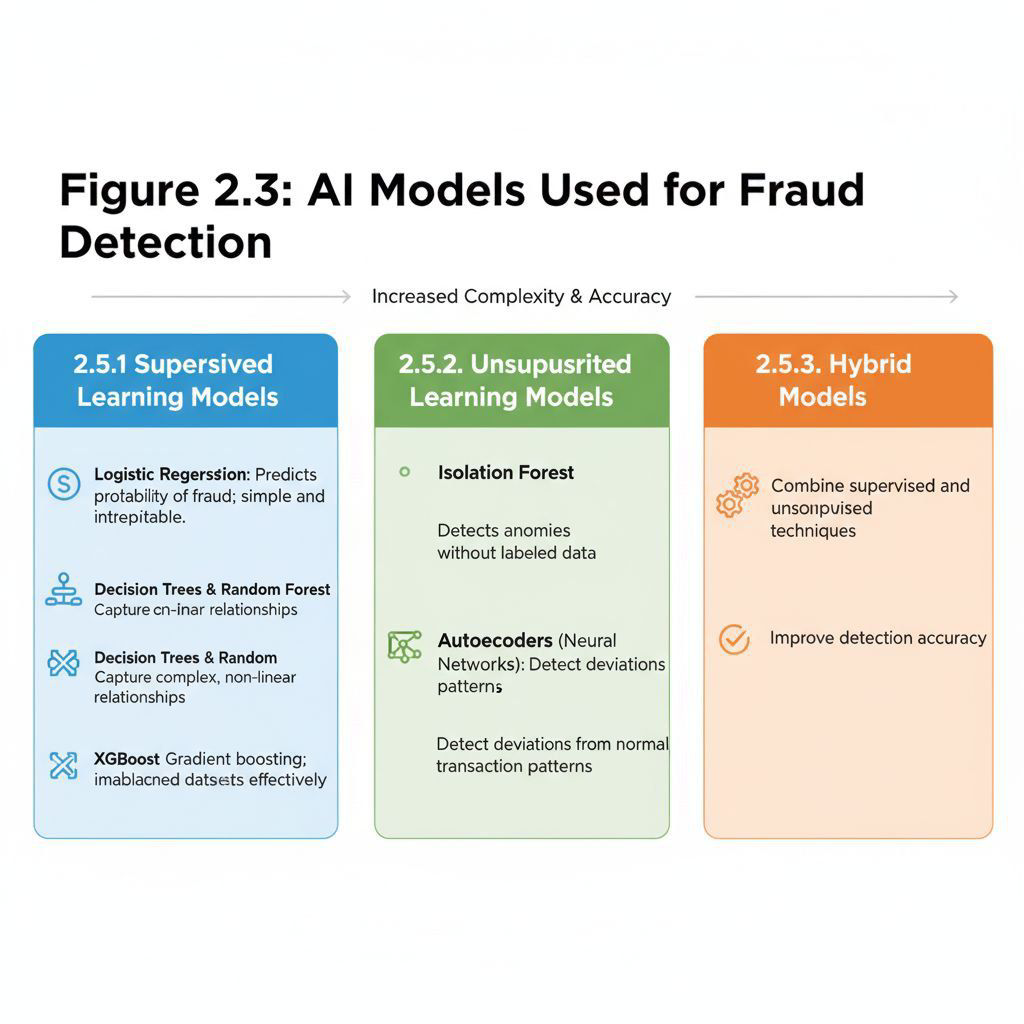 Figure 2.3: AI Models Used for Fraud
Detection
Increased Complexity & Accuracy
2.5.1 Supersived
Learning Models
Logistic Regerssion: Predicts
protability of fraud; simple and
intrepitable.
Decision Trees & Random Forest
Capture cn-inar relationships
Decision Trees & Random
Capture complex, non-linear
relationships
XGBoost Gradient boosting;
imablacned datsets effectively
2.5.2. Unsupusrited
Learning Models
Isolation Forest
Detects anomies
without labeled data
Autoecoders (Neural
Networks): Detect deviations
patterns
Detect deviations from normal
transaction patterns
2.5.3. Hybrid
Models
Combine supervised and
unsonpvised
techniques
Improve detection accuracy